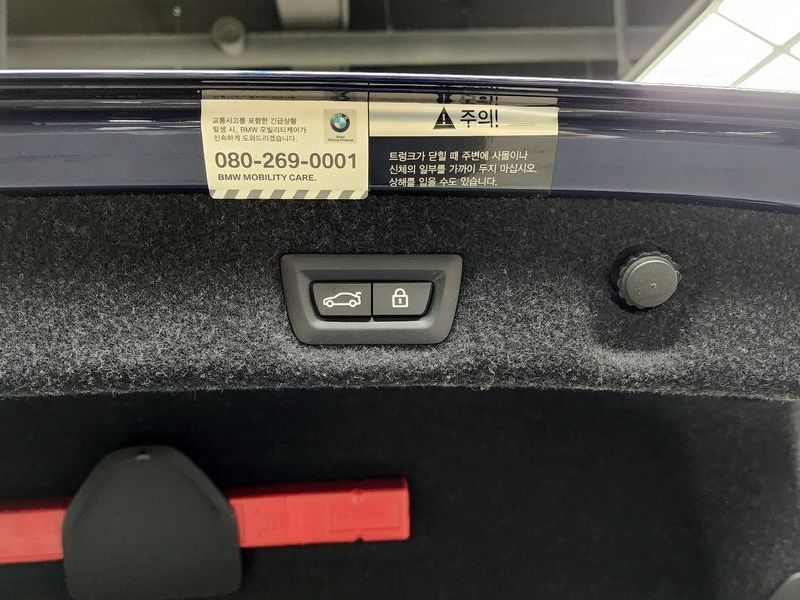 교통사고를 포함한 긴급상황
발생 시, BMW 모빌리티케어가
신속하게 도와드리겠습니다.
080-269-0001
BMW MOBILITY CARE.
주의!
트렁크가 닫힐 때 주변에 사물이나
신체의 일부를 가까이 두지 마십시오.
상해를 입을 수도 있습니다.